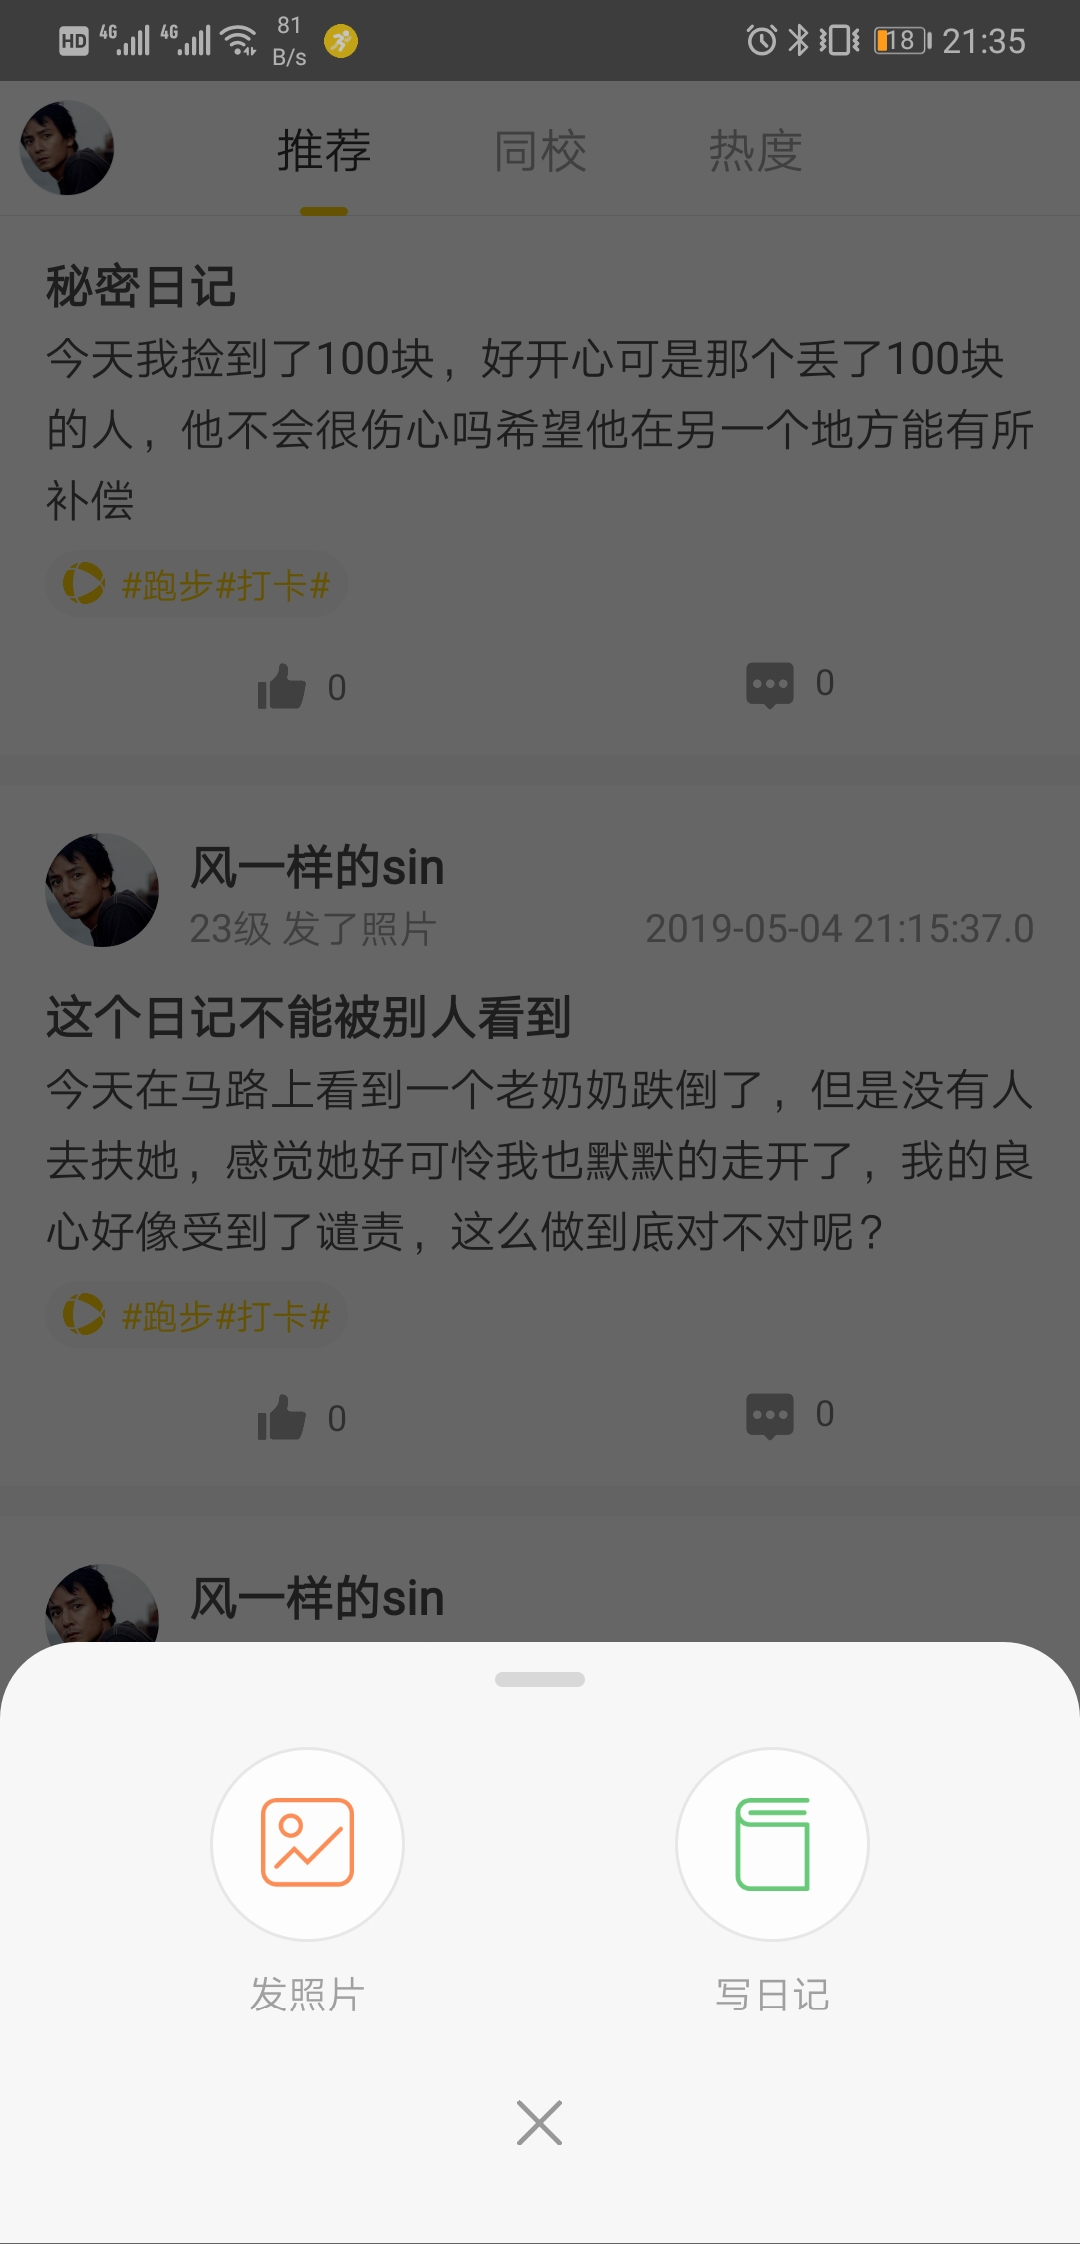 HD 4G 4G 81 B/s 18 21:35
推荐 同校 热度
秘密日记
今天我捡到了100块，好开心可是那个丢了100块
的人，他不会很伤心吗希望他在另一个地方能有所
补偿
#跑步#打卡#
0 0
风一样的sin
23级 发了照片 2019-05-04 21:15:37.0
这个日记不能被别人看到
今天在马路上看到一个老奶奶跌倒了，但是没有人
去扶她，感觉她好可怜我也默默的走开了，我的良
心好像受到了谴责，这么做到底对不对呢？
#跑步#打卡#
0 0
风一样的sin
发照片 写日记